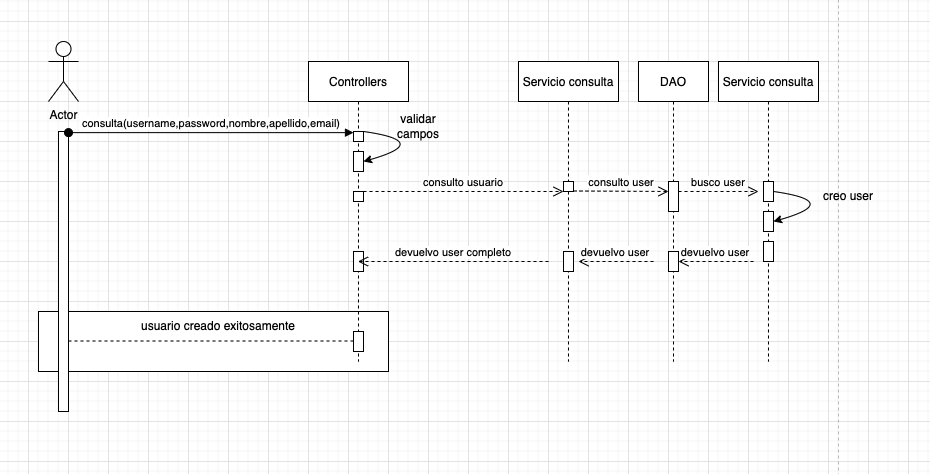 Controllers
Servicio consulta
DAO
Servicio consulta
Actor
consulta(username,password,nombre,apellido,email)
validar
campos
consulto usuario
consulto user
busco user
creo user
devuelvo user completo
devuelvo user
devuelvo user
usuario creado exitosamente